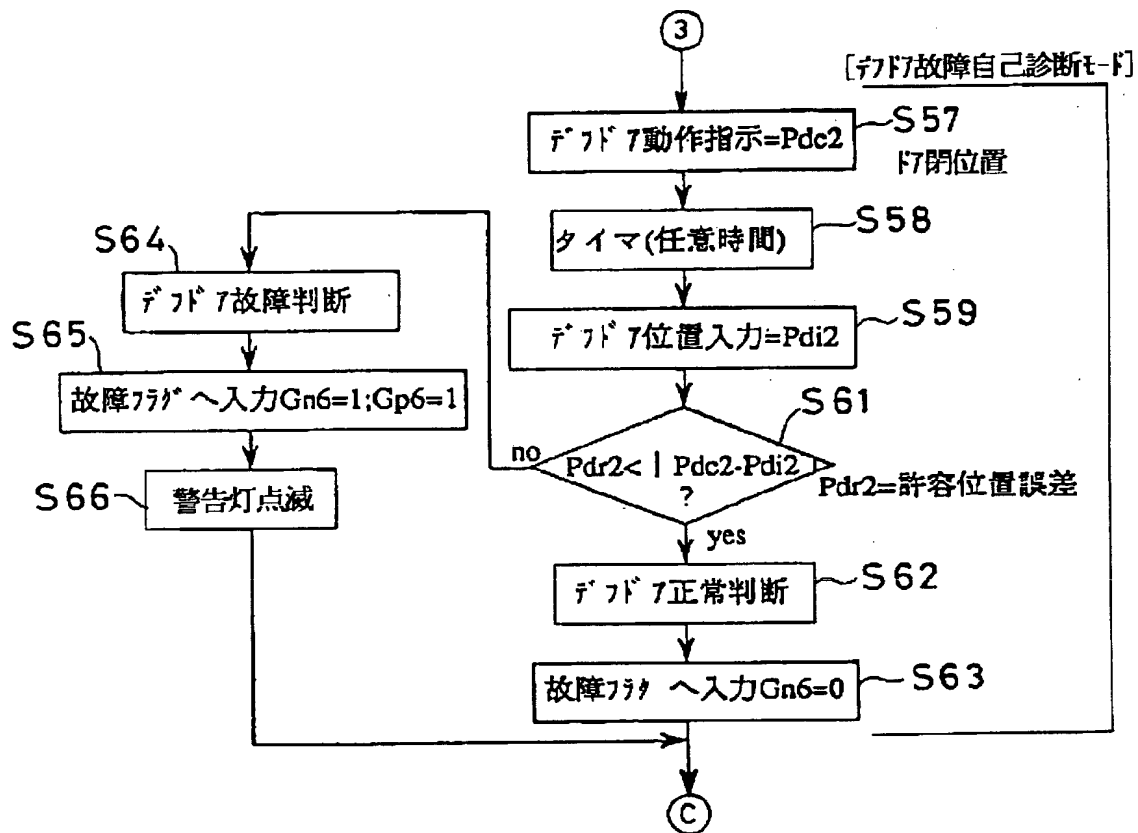 3
[デフドア故障自己診断モード]
デフドア動作指示=Pdc2
S57
ドア閉位置
タイマ(任意時間)
S58
デフドア位置入力=Pdi2
S59
S61
Pdr2<|Pdc2-Pdi2
?
no
yes
Pdr2=許容位置誤差
S64
デフドア故障判断
S65
故障フラグへ入力Gn6=1;Gp6=1
S66
警告灯点滅
デフドア正常判断
S62
故障フラグへ入力Gn6=0
S63
C